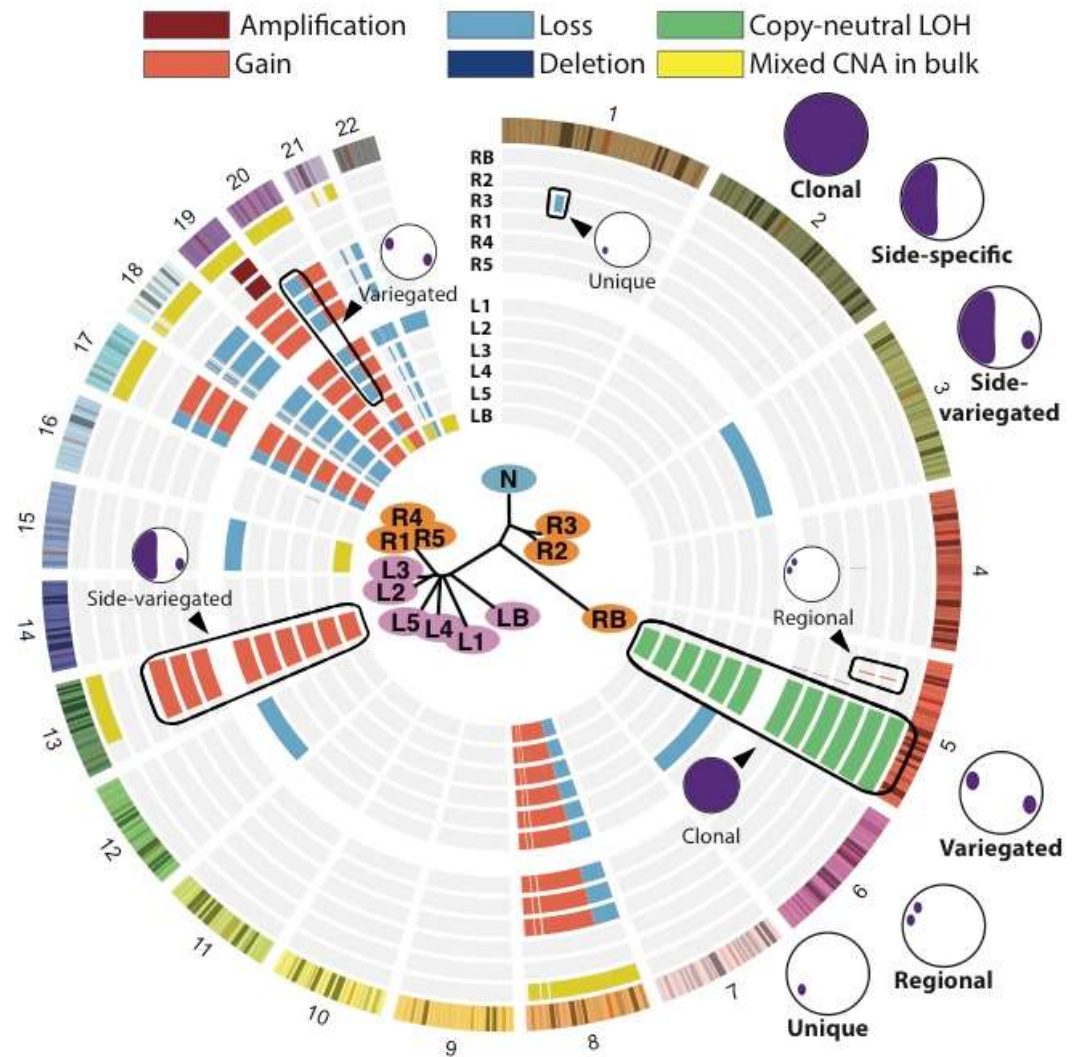 Amplification
Loss
Copy-neutral LOH
Gain
Deletion
Mixed CNA in bulk
1
2
3
4
5
6
7
8
9
10
11
12
13
14
15
16
17
18
19
20
21
22
RB
R2
R3
R1
R4
R5
L1
L2
L3
L4
L5
LB
Clonal
Side-specific
Side-
variegated
Variegated
Regional
Unique
Unique
Variegated
Side-variegated
Regional
Clonal
N
R4
R1
R5
R3
R2
L3
L2
L5
L4
L1
LB
RB